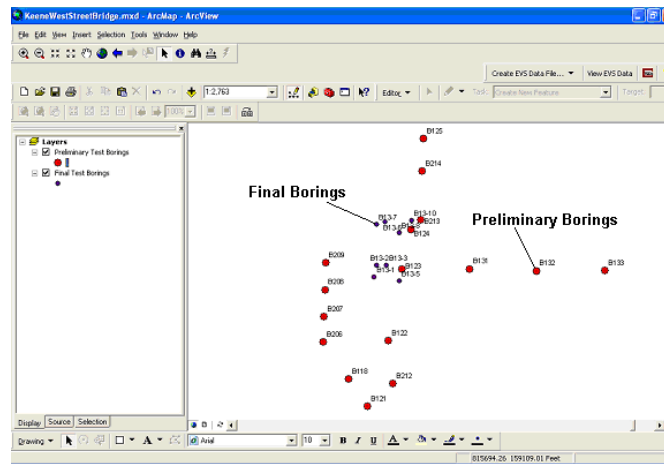 KeeneWestStreetBridge.mxd - ArcMap - ArcView
File Edit View Insert Selection Tools Window Help
Create EVS Data File... View EVS Data
1:2,763 Editor Task: Create New Feature Target:
100%
Layers
Preliminary Test Borings
Final Test Borings
B125
B214
Final Borings
B13-7 B13-10
B213
B124
Preliminary Borings
B209 B13-2 B13-3 B131 B132 B133
B123
B13-1 B13-5
B208
B207
B206 B122
B118 B212
B121
Display Source Selection
Drawing Arial 10 B I U A
815694.26 159109.01 Feet